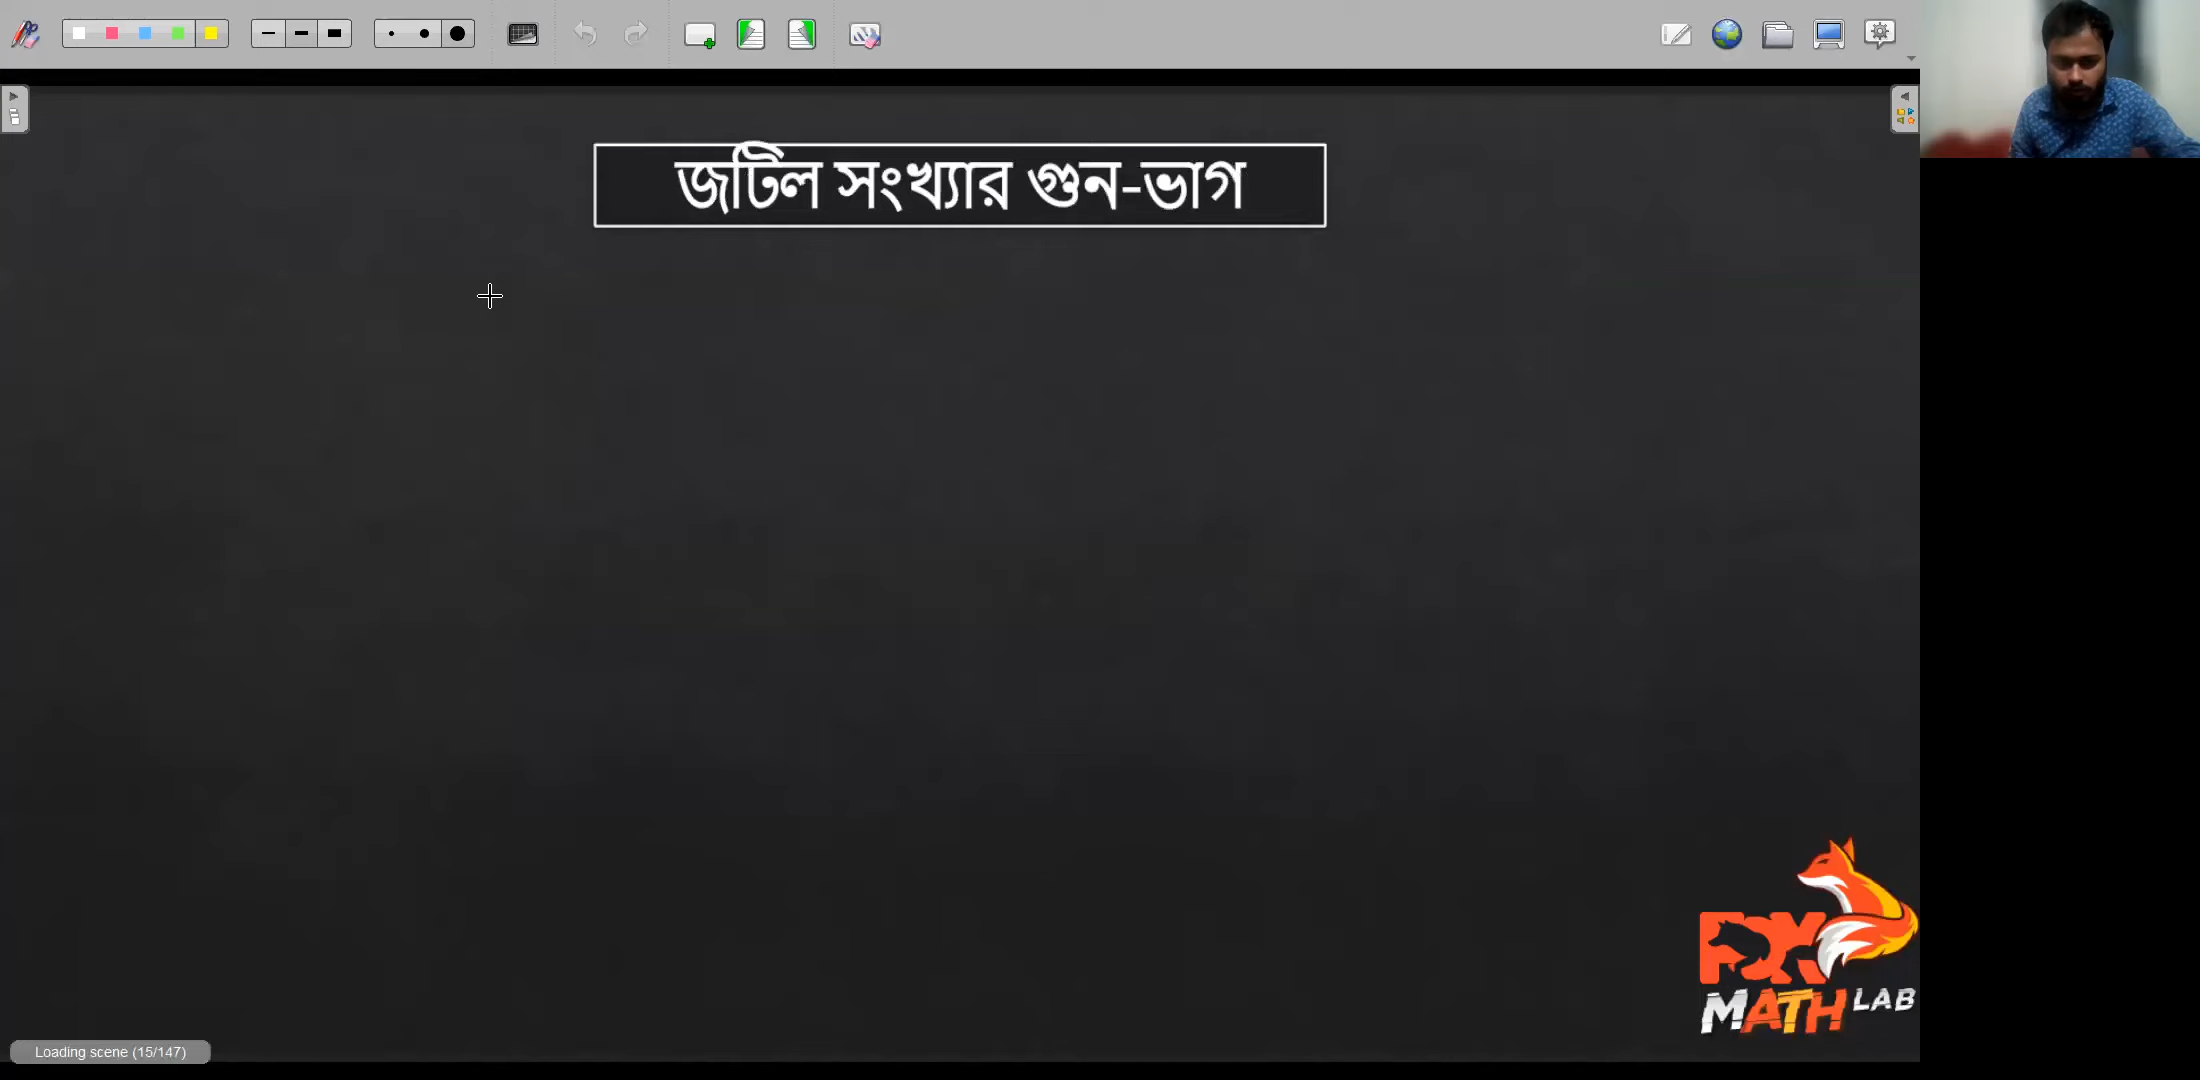 জটিল সংখ্যার গুন-ভাগ
FOX
MATH LAB
Loading scene (15/147)